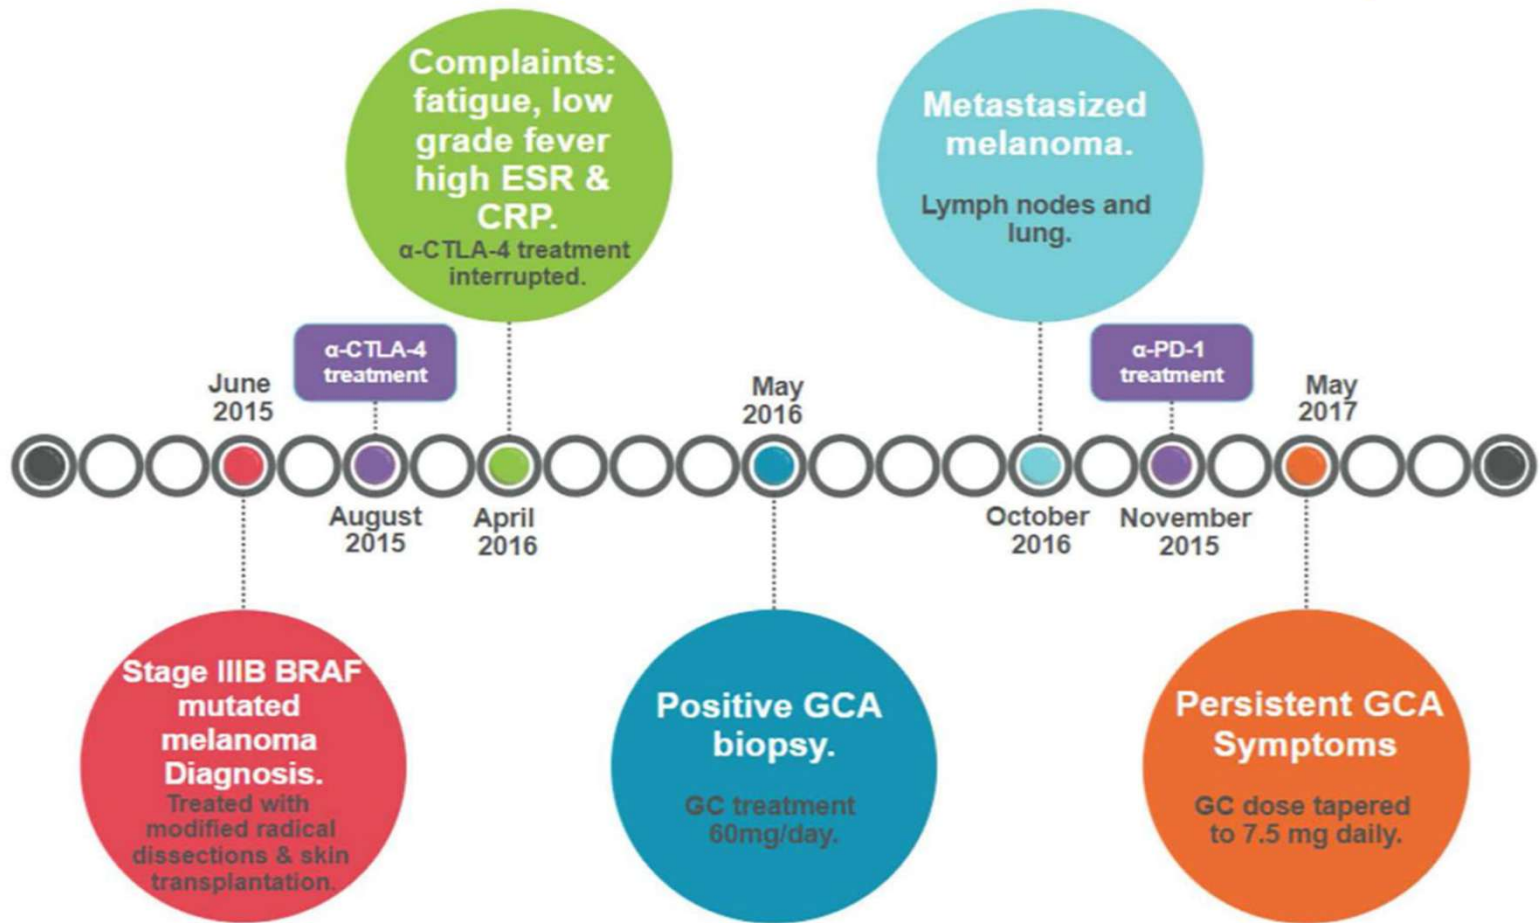 Complaints:
fatigue, low
grade fever
high ESR &
CRP.
α-CTLA-4 treatment
interrupted.
Metastasized
melanoma.
Lymph nodes and
lung.
α-CTLA-4
treatment
α-PD-1
treatment
June
2015
May
2016
May
2017
August
2015
April
2016
October
2016
November
2015
Stage IIIB BRAF
mutated
melanoma
Diagnosis.
Treated with
modified radical
dissections & skin
transplantation.
Positive GCA
biopsy.
GC treatment
60mg/day.
Persistent GCA
Symptoms
GC dose tapered
to 7.5 mg daily.